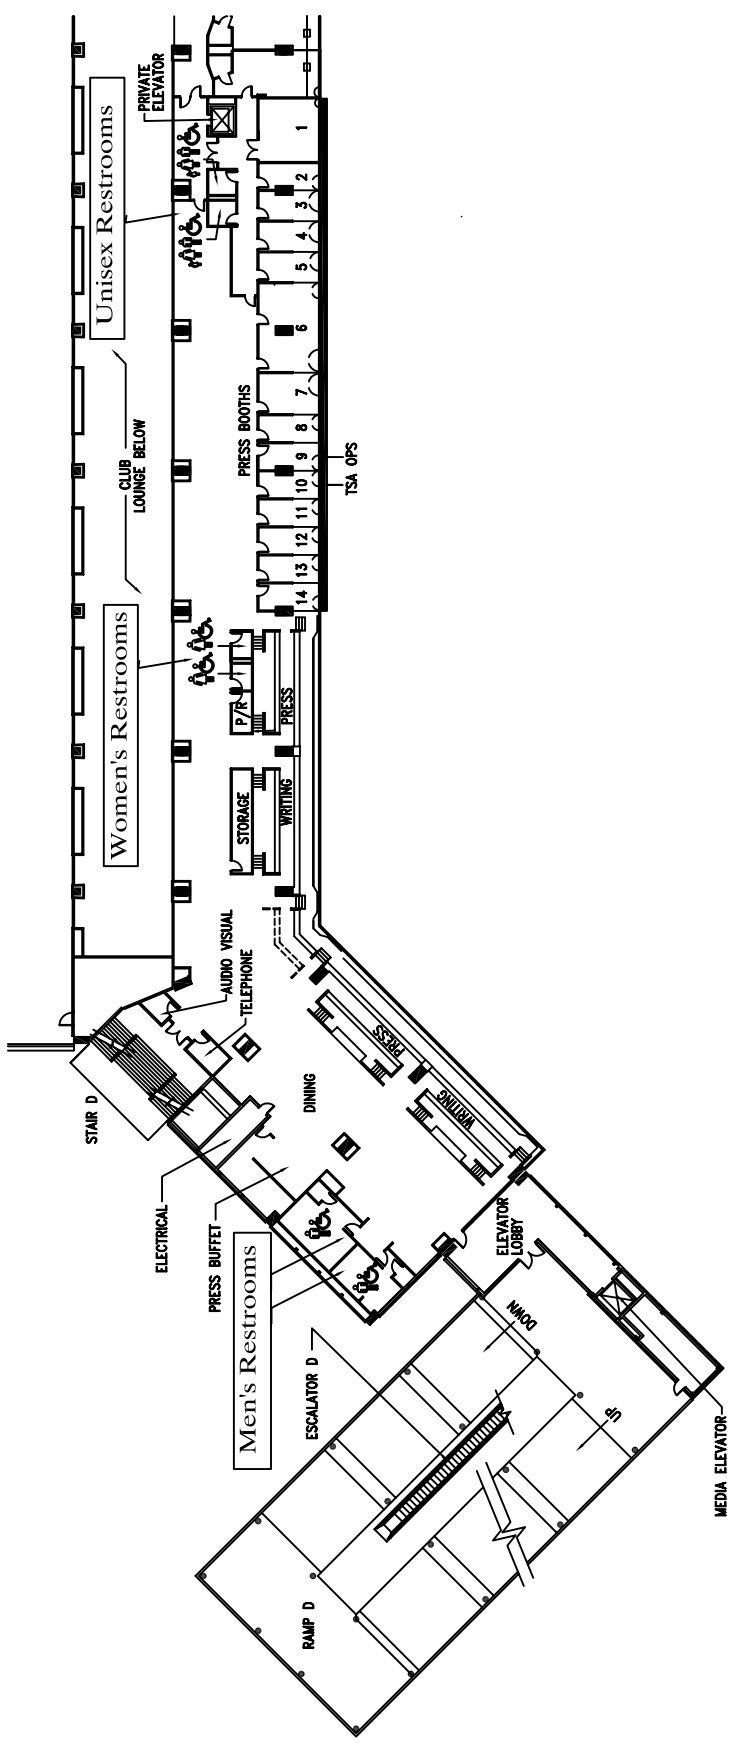 PRIVATE
ELEVATOR
Unisex Restrooms
1
2
3
4
5
6
7
8
9
10
11
12
13
14
PRESS BOOTHS
TSA OPS
CLUB
LOUNGE BELOW
Women's Restrooms
P/R
PRESS
STORAGE
WRITING
AUDIO VISUAL
TELEPHONE
STAIR D
DINING
PRESS
WRITING
ELECTRICAL
PRESS BUFFET
Men's Restrooms
ELEVATOR
LOBBY
ESCALATOR D
DOWN
UP
MEDIA ELEVATOR
RAMP D